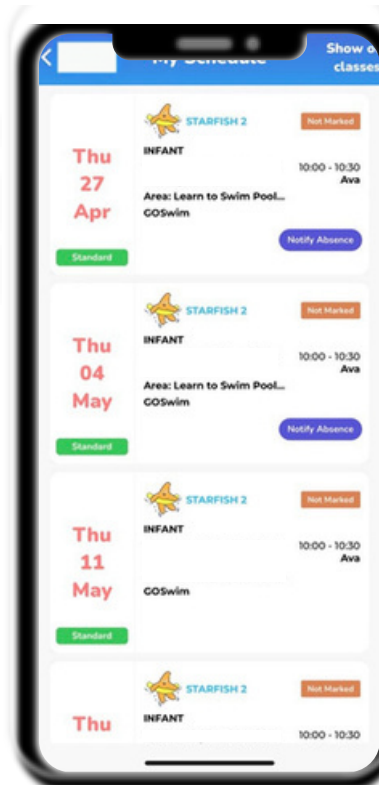 My Schedule
Show o
classes
STARFISH 2
Not Marked
INFANT
Thu
27
Apr
10:00 - 10:30
Ava
Area: Learn to Swim Pool...
GOSwim
Notify Absence
Standard
STARFISH 2
Not Marked
INFANT
Thu
04
May
10:00 - 10:30
Ava
Area: Learn to Swim Pool...
GOSwim
Notify Absence
Standard
STARFISH 2
Not Marked
INFANT
Thu
11
May
10:00 - 10:30
Ava
GOSwim
Standard
STARFISH 2
Not Marked
INFANT
Thu
10:00 - 10:30